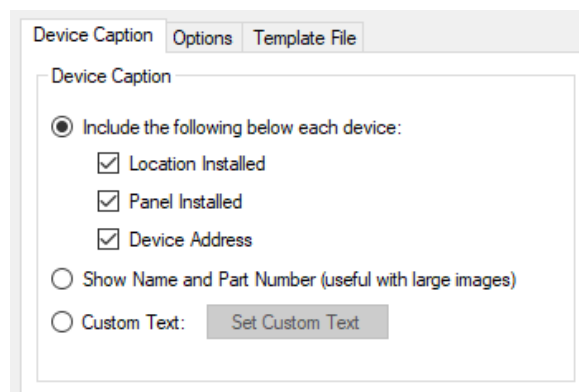 Device Caption Options Template File
Device Caption
Include the following below each device:
Location Installed
Panel Installed
Device Address
Show Name and Part Number (useful with large images)
Custom Text: Set Custom Text